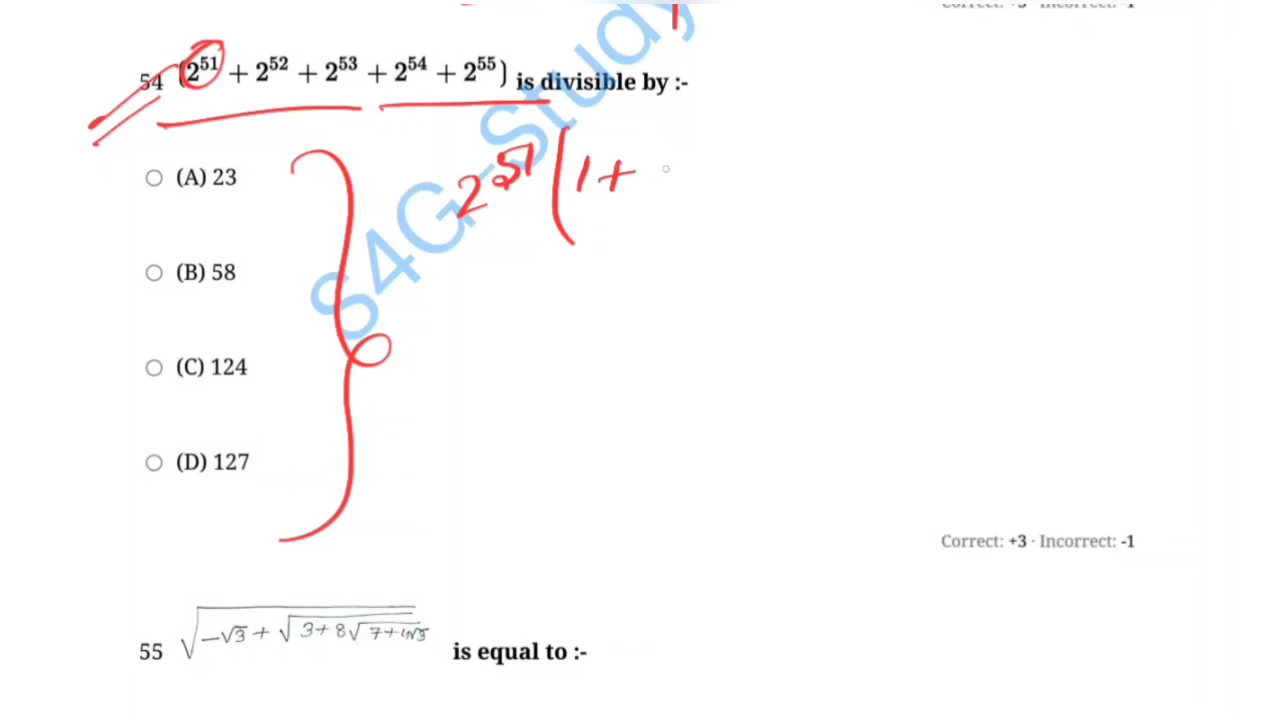 54 (2⁵¹ + 2⁵² + 2⁵³ + 2⁵⁴ + 2⁵⁵) is divisible by :-
S4G-Study
2⁵¹(1+
(A) 23
(B) 58
(C) 124
(D) 127
Correct: +3 · Incorrect: -1
55 √(-√3 + √(3+8√(7+4√3 is equal to :-